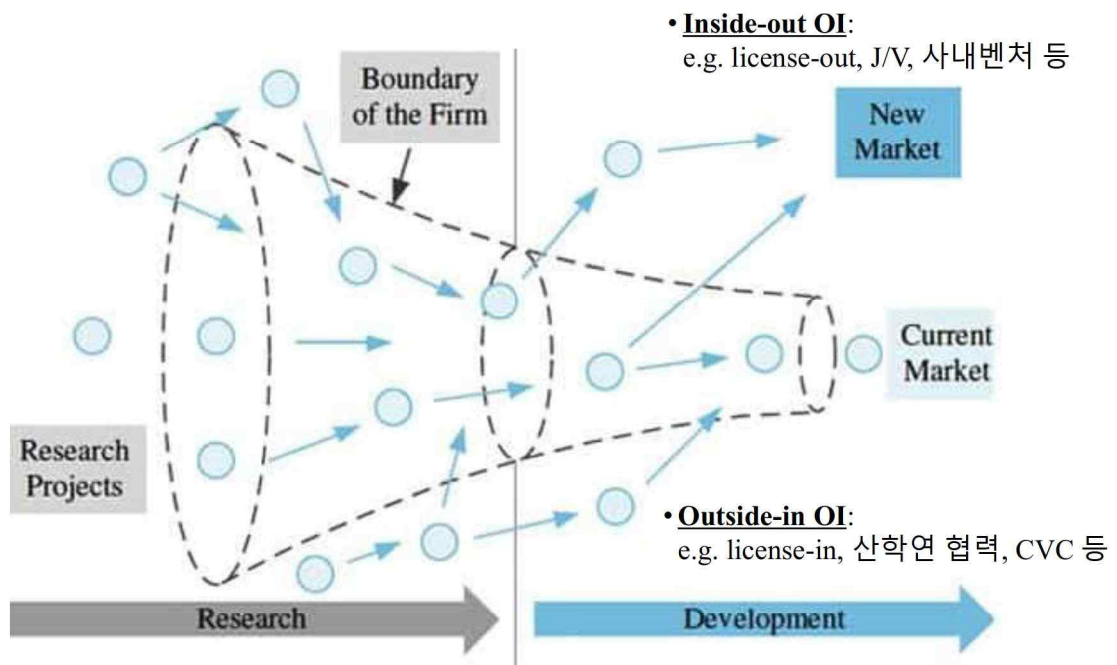 • Inside-out OI:
e.g. license-out, J/V, 사내벤처 등
Boundary
of the Firm
New
Market
Current
Market
Research
Projects
• Outside-in OI:
e.g. license-in, 산학연 협력, CVC 등
Research
Development